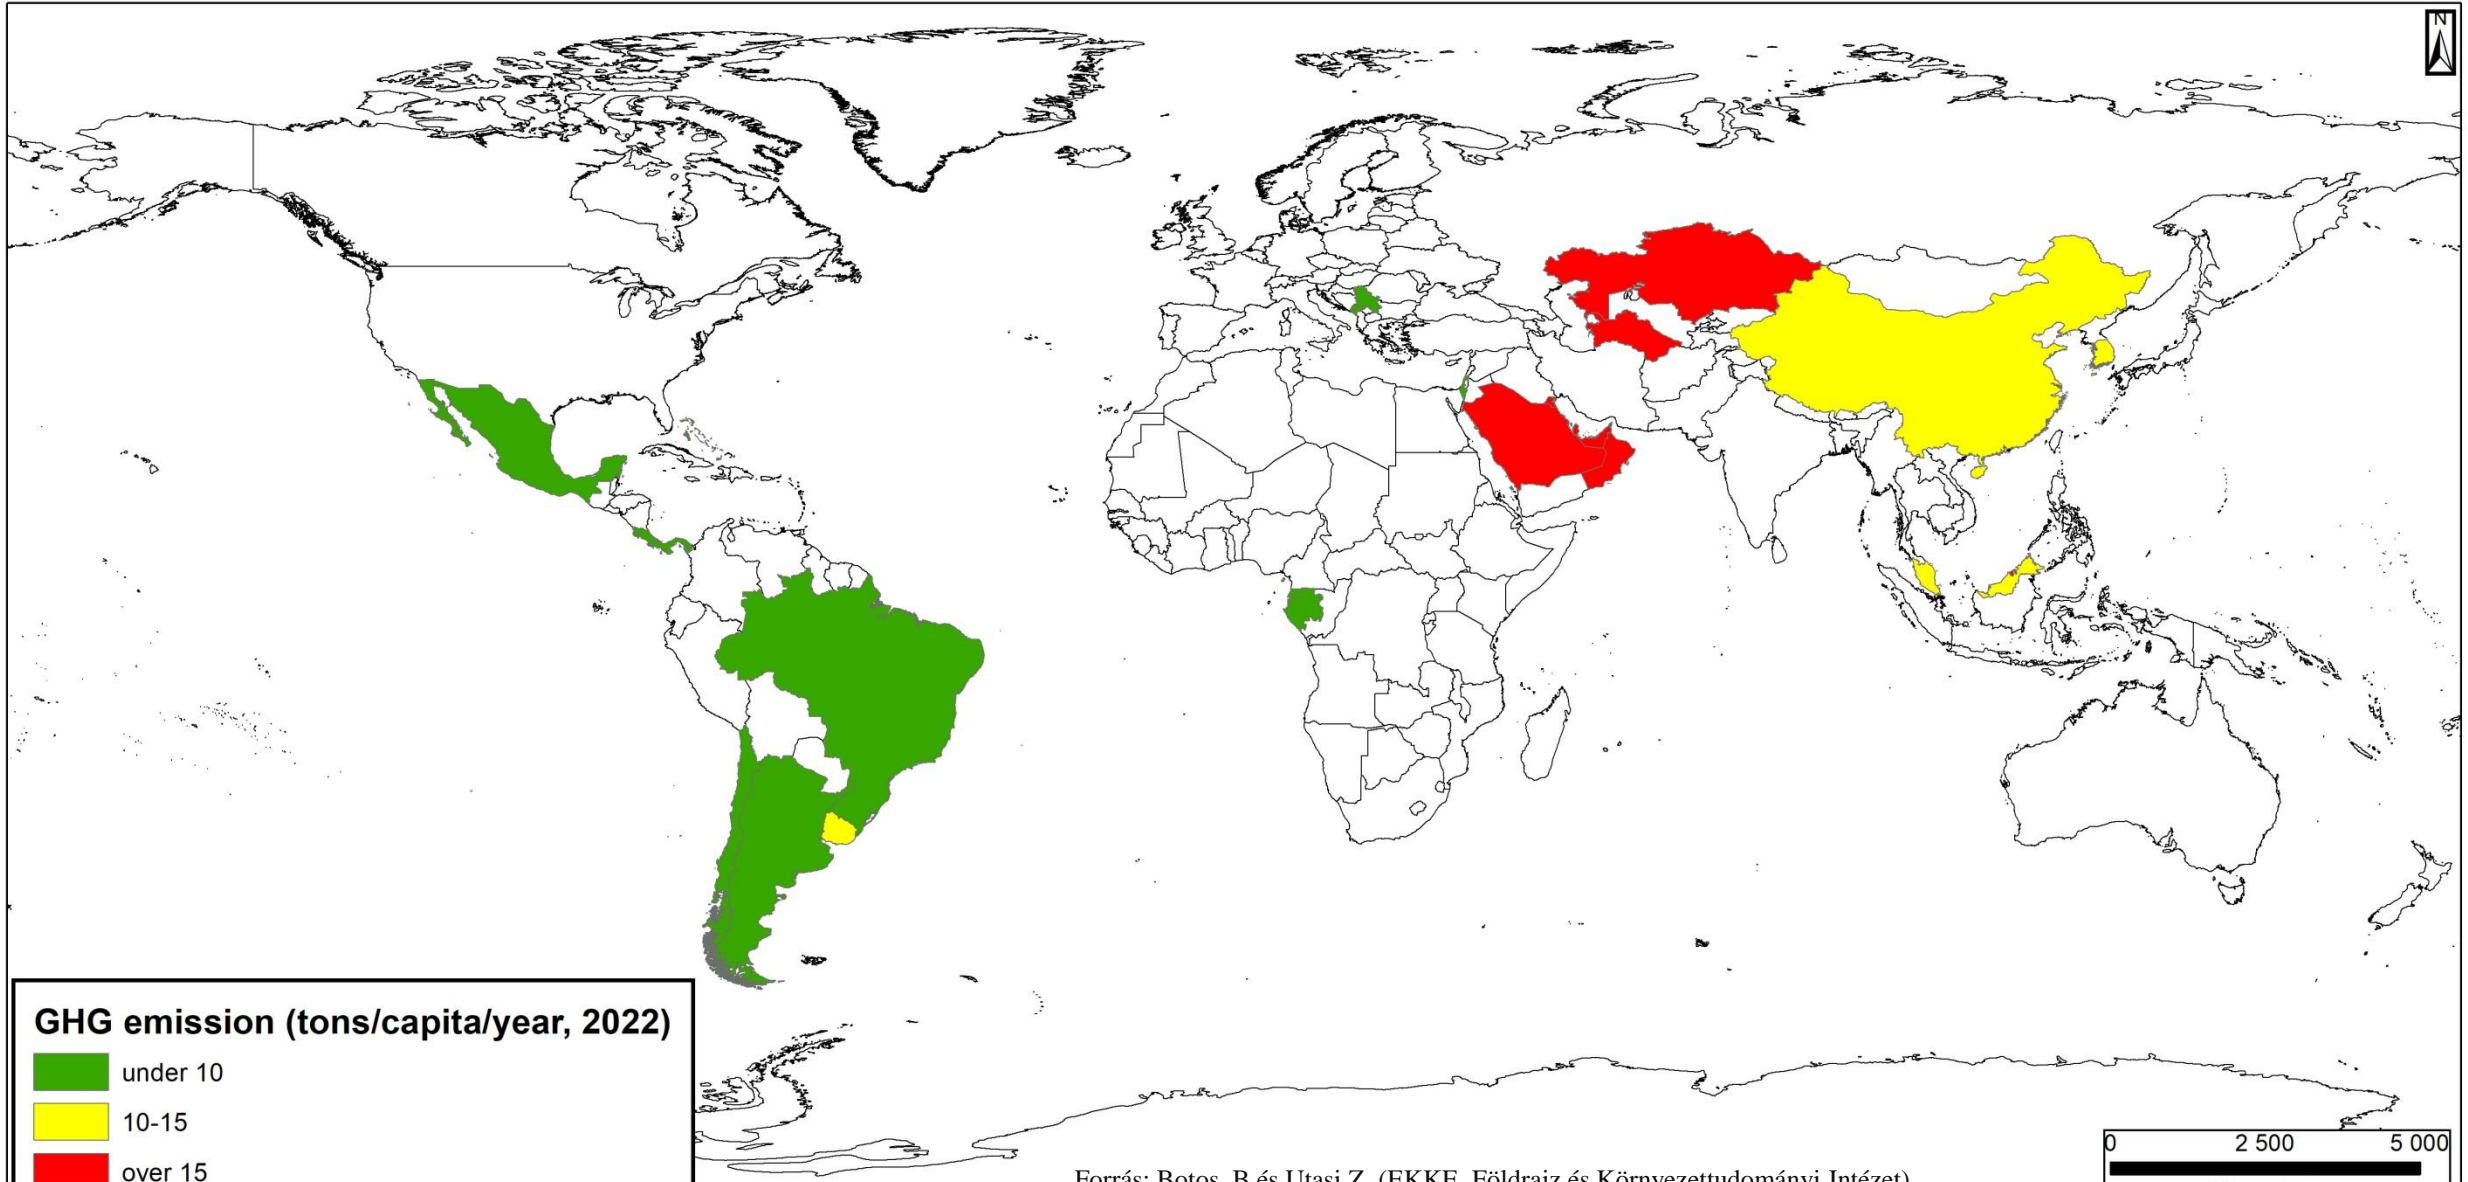 N
GHG emission (tons/capita/year, 2022)
under 10
10-15
over 15
0 2 500 5 000
Forrás: Botos, B és Utasi Z. (EKKE, Földrajz és Környezettudományi Intézet)